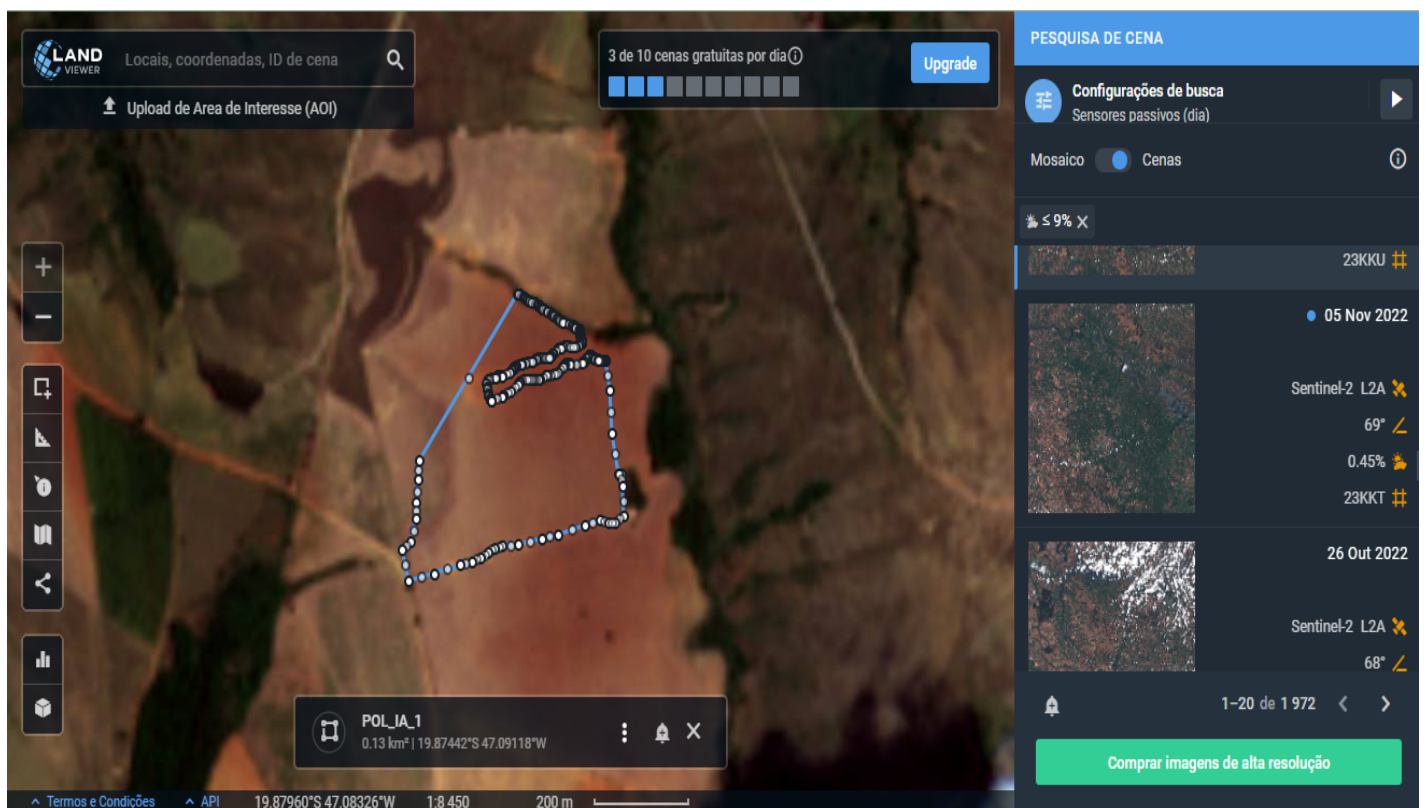 LAND
VIEWER
Locais, coordenadas, ID de cena
Upload de Area de Interesse (AOI)
3 de 10 cenas gratuitas por dia
Upgrade
POL_IA_1
0.13 km² | 19.87442°S 47.09118°W
Termos e Condições
API
19.87960°S 47.08326°W
1:8 450
200 m
PESQUISA DE CENA
Configurações de busca
Sensores passivos (dia)
Mosaico
Cenas
≤ 9%
23KKU
05 Nov 2022
Sentinel-2 L2A
69°
0.45%
23KKT
26 Out 2022
Sentinel-2 L2A
68°
1–20 de 1 972
Comprar imagens de alta resolução